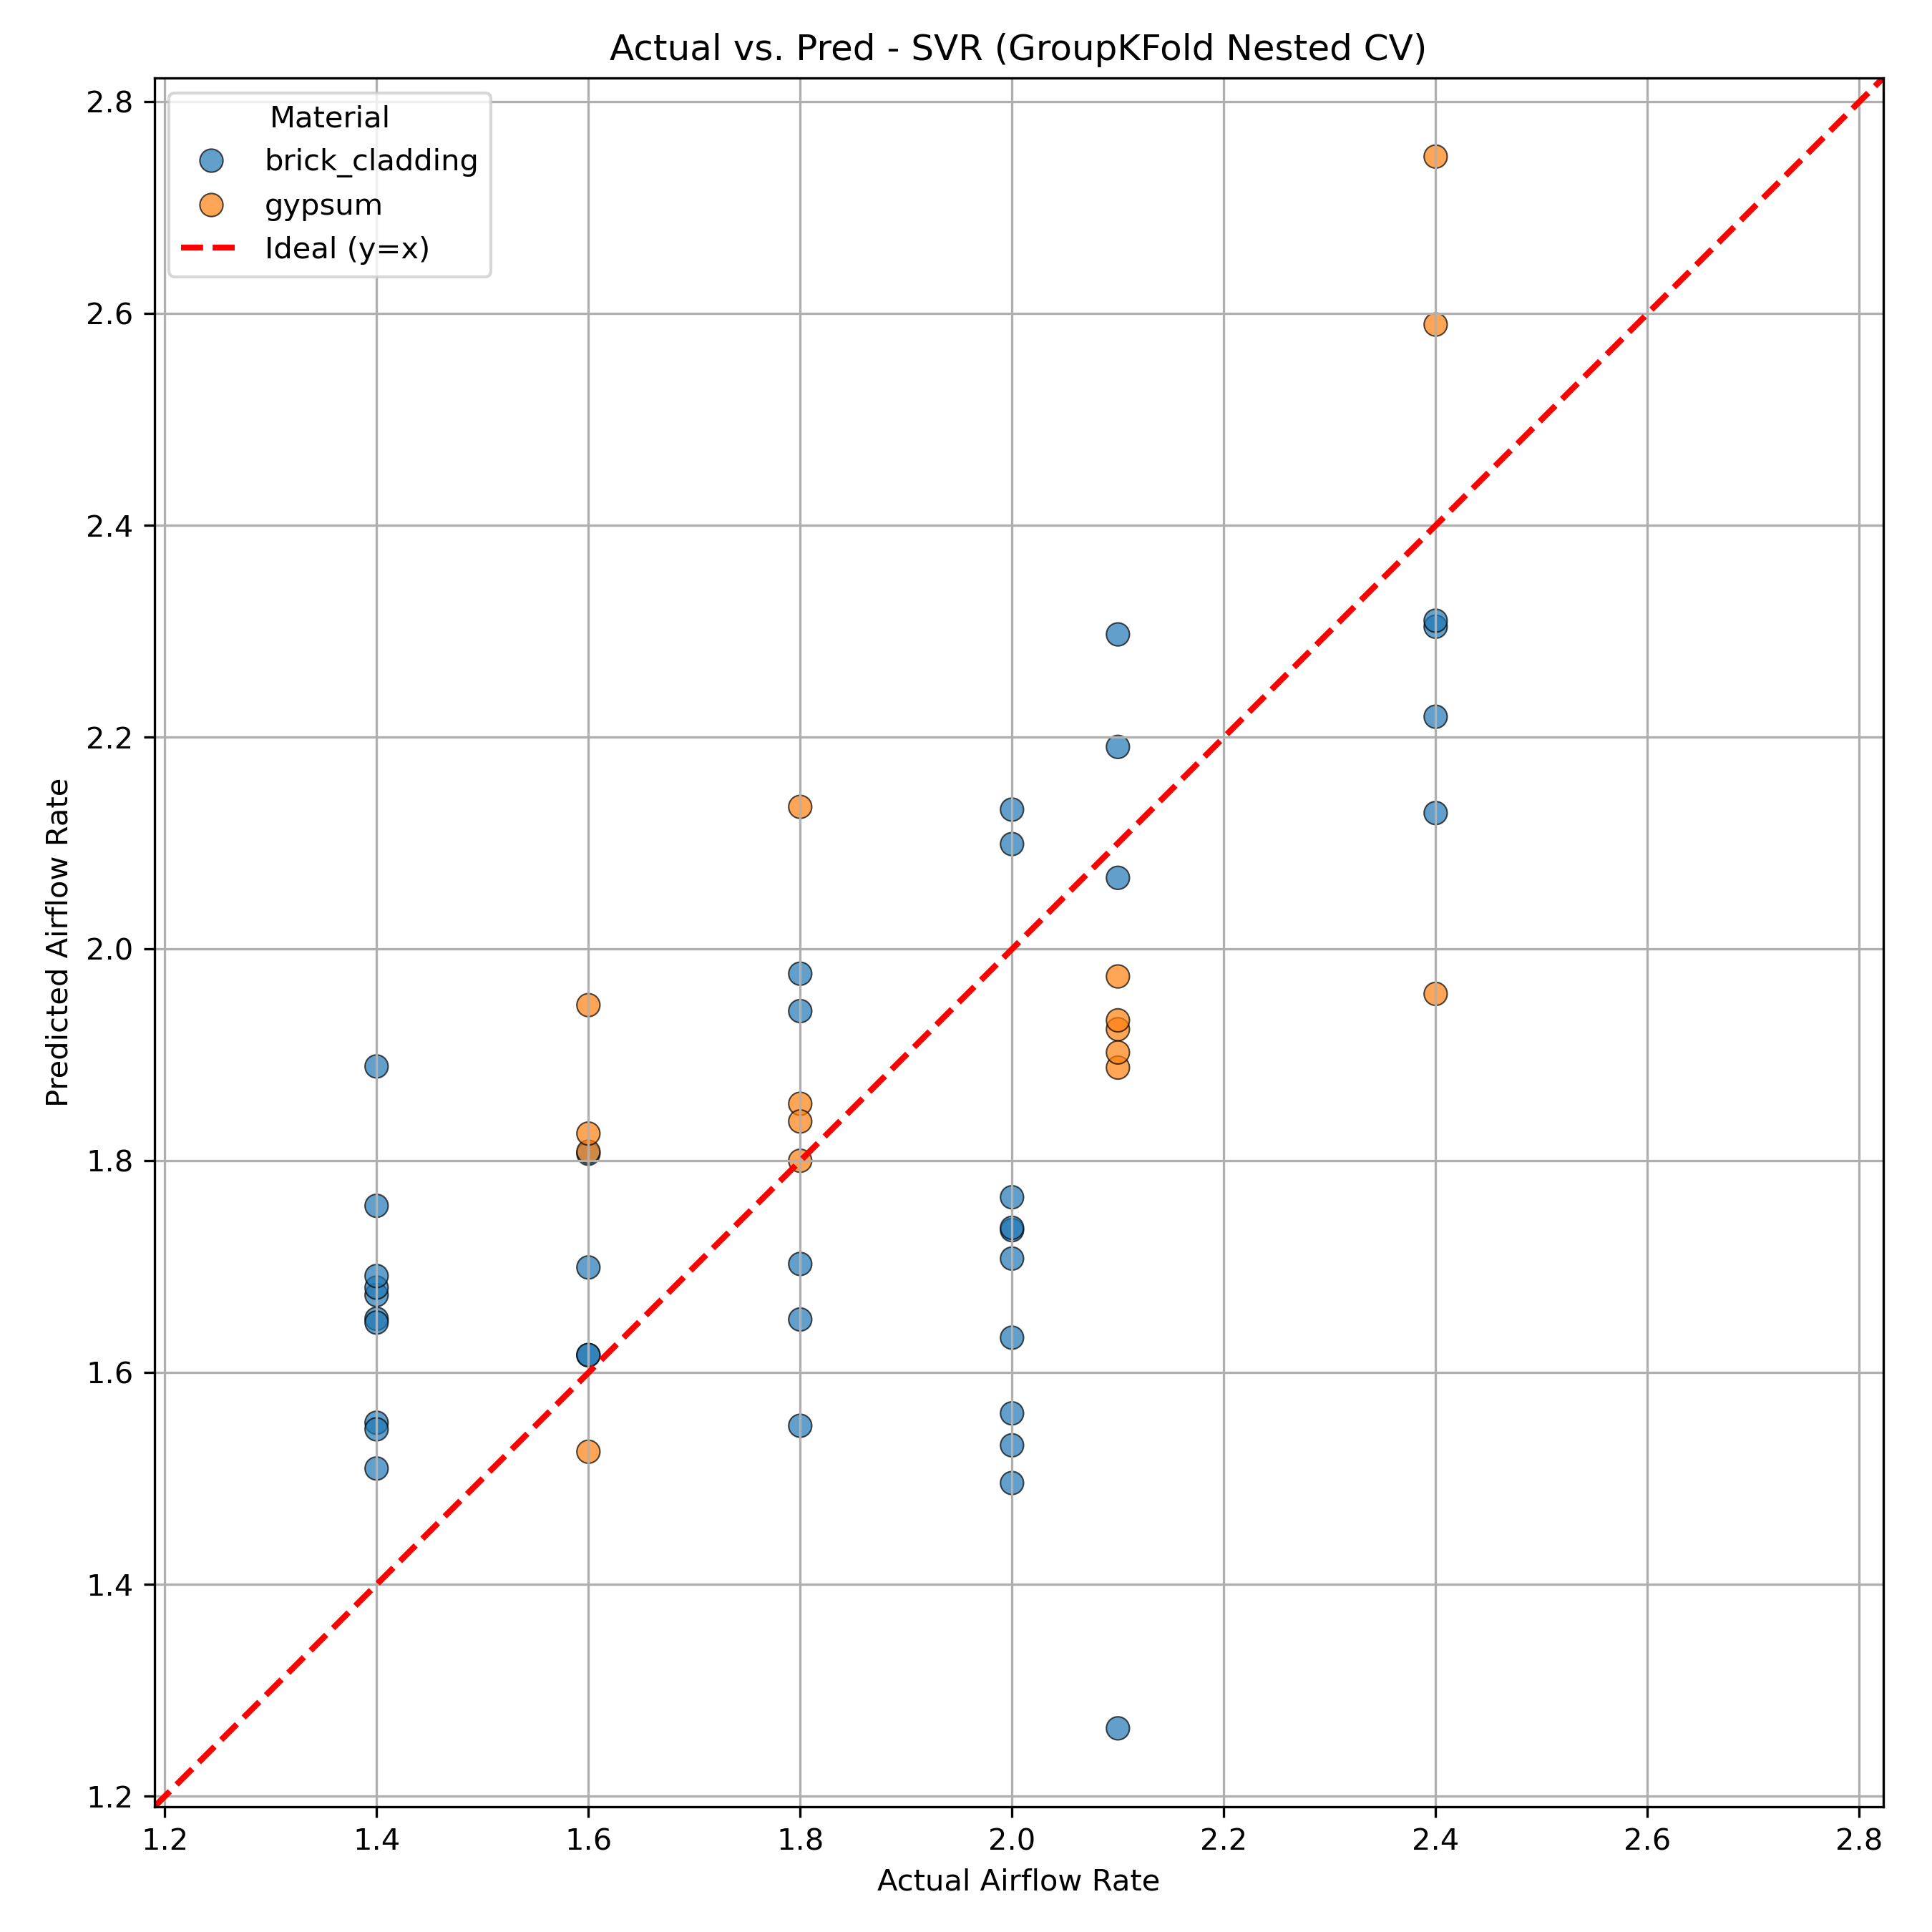 Actual vs. Pred - SVR (GroupKFold Nested CV)
Material
brick_cladding
gypsum
Ideal (y=x)
Predicted Airflow Rate
2.8
2.6
2.4
2.2
2.0
1.8
1.6
1.4
1.2
1.2 1.4 1.6 1.8 2.0 2.2 2.4 2.6 2.8
Actual Airflow Rate